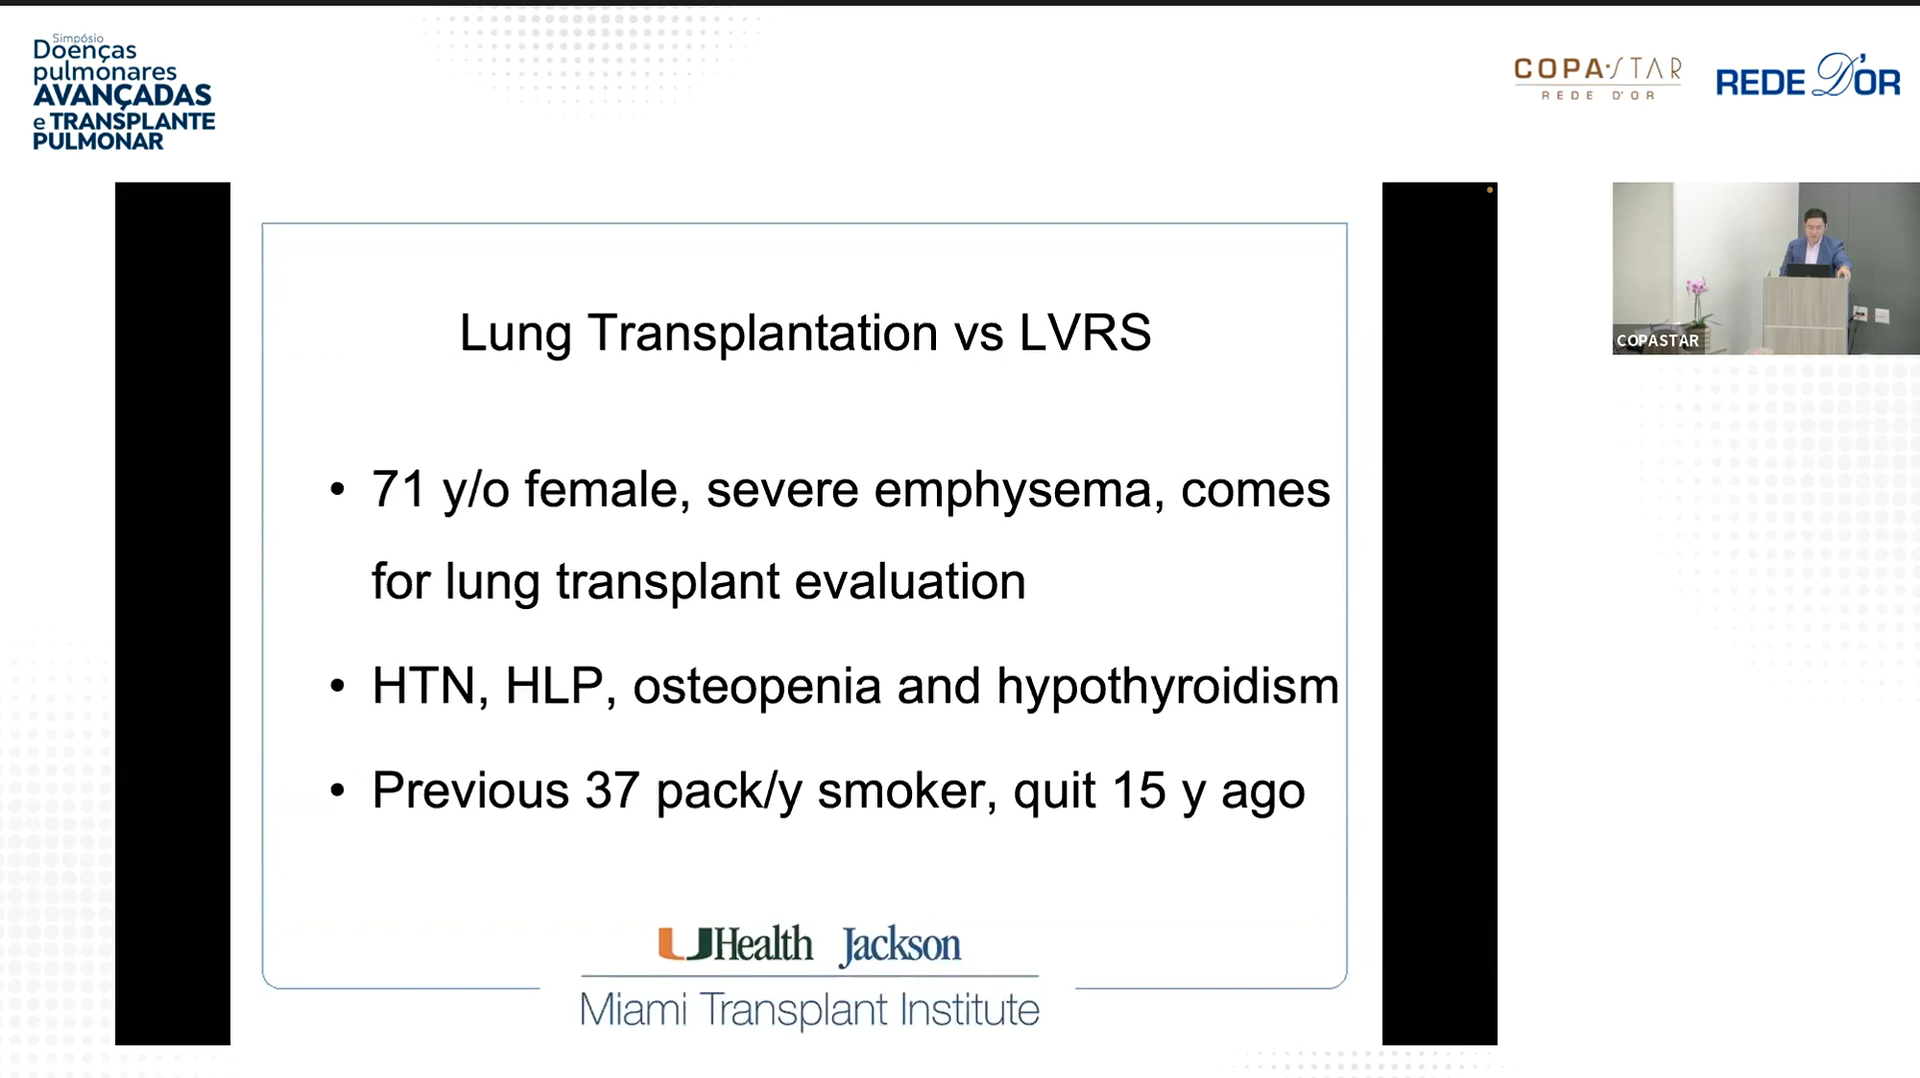 Simpósio
Doenças
pulmonares
AVANÇADAS
e TRANSPLANTE
PULMONAR
COPA·STAR
REDE D'OR
REDE D'OR
COPASTAR
Lung Transplantation vs LVRS
• 71 y/o female, severe emphysema, comes
for lung transplant evaluation
• HTN, HLP, osteopenia and hypothyroidism
• Previous 37 pack/y smoker, quit 15 y ago
UHealth Jackson
Miami Transplant Institute